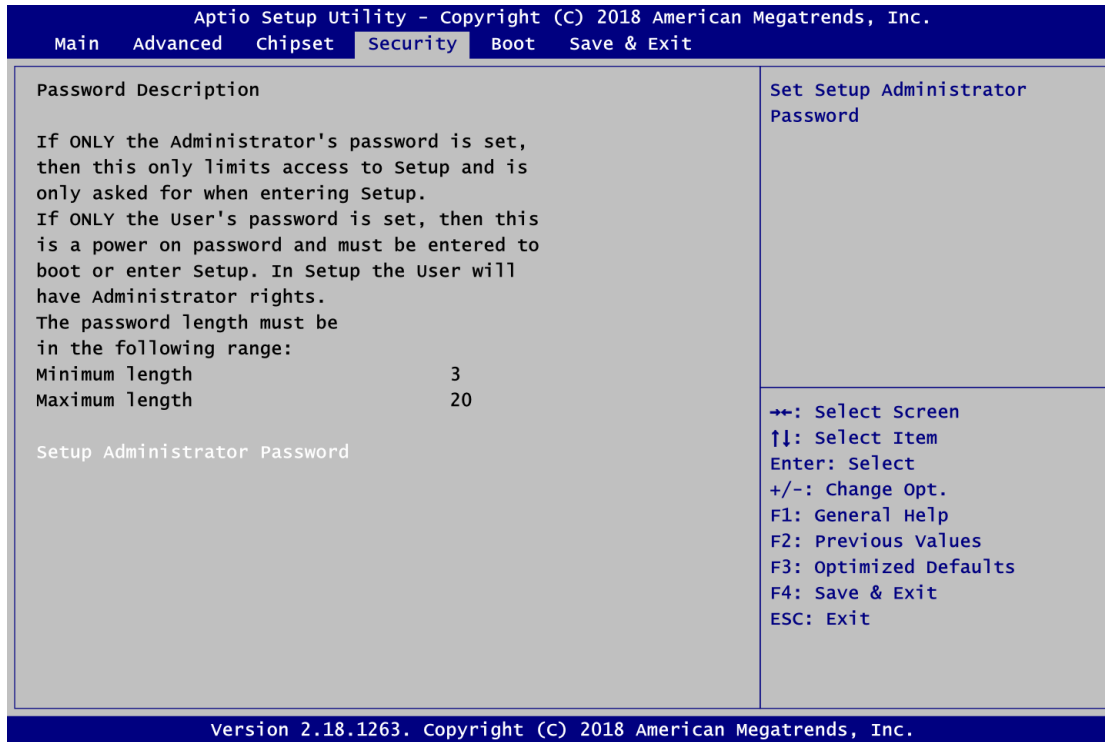 Aptio Setup Utility - Copyright (C) 2018 American Megatrends, Inc.
Main Advanced Chipset Security Boot Save & Exit
Password Description
If ONLY the Administrator's password is set,
then this only limits access to Setup and is
only asked for when entering Setup.
If ONLY the User's password is set, then this
is a power on password and must be entered to
boot or enter Setup. In Setup the User will
have Administrator rights.
The password length must be
in the following range:
Minimum length 3
Maximum length 20
Setup Administrator Password
Set Setup Administrator
Password
→←: Select Screen
↑↓: Select Item
Enter: Select
+/-: Change Opt.
F1: General Help
F2: Previous Values
F3: Optimized Defaults
F4: Save & Exit
ESC: Exit
Version 2.18.1263. Copyright (C) 2018 American Megatrends, Inc.